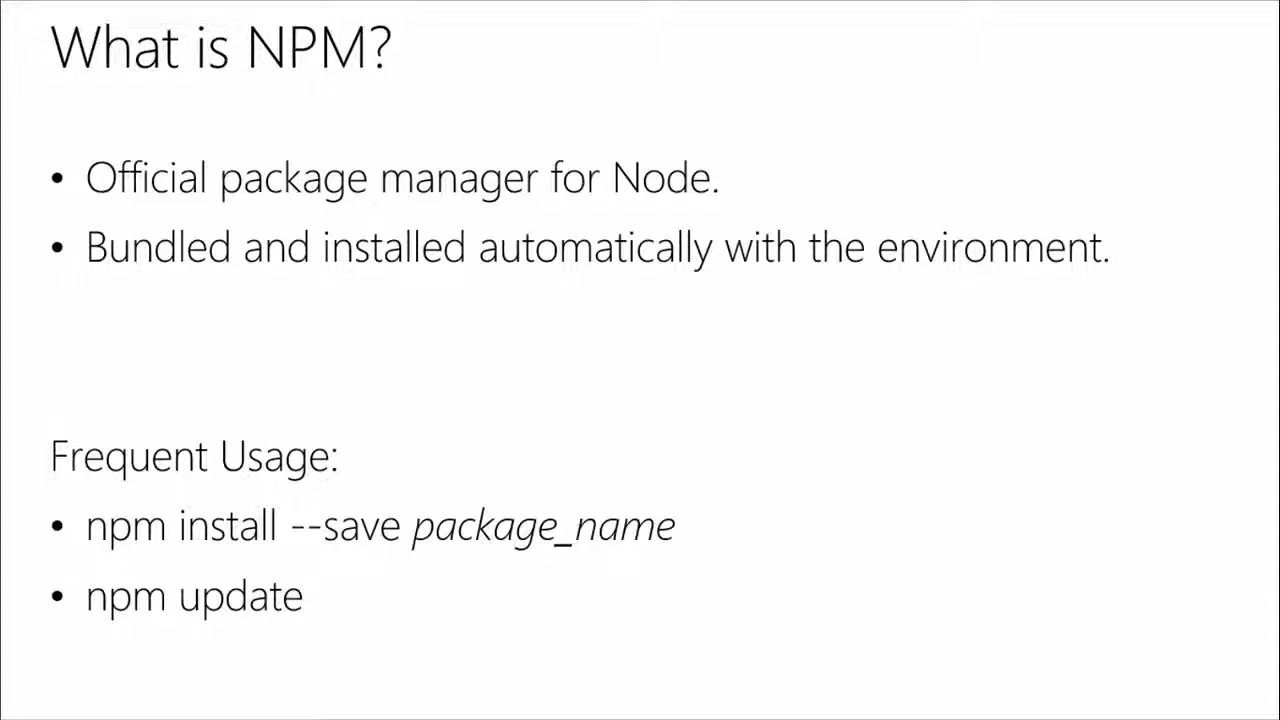 What is NPM?
• Official package manager for Node.
• Bundled and installed automatically with the environment.
Frequent Usage:
• npm install --save package_name
• npm update